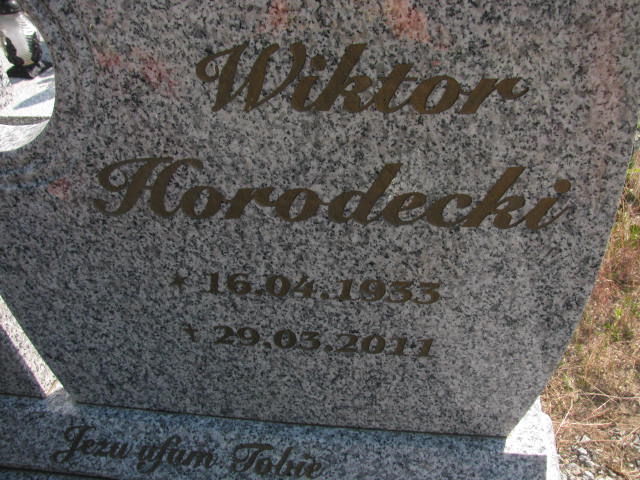 Wiktor
Horodecki
* 16.04.1933
† 29.03.2011
Jezu ufam Tobie